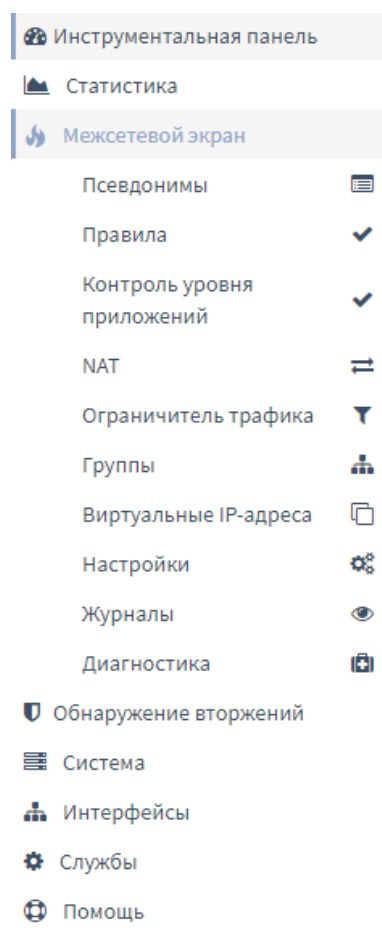 Инструментальная панель
Статистика
Межсетевой экран
Псевдонимы
Правила
Контроль уровня
приложений
NAT
Ограничитель трафика
Группы
Виртуальные IP-адреса
Настройки
Журналы
Диагностика
Обнаружение вторжений
Система
Интерфейсы
Службы
Помощь